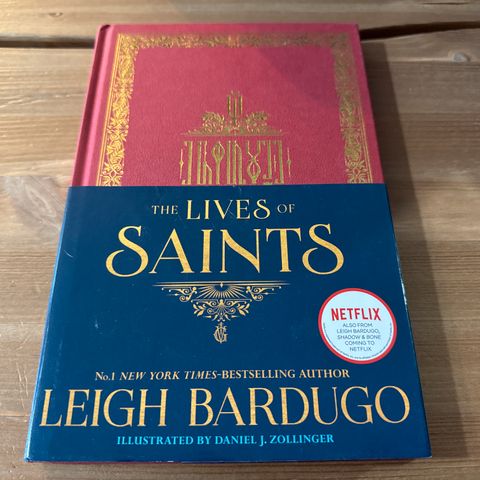 THE LIVES OF
SAINTS
NETFLIX
ALSO FROM
LEIGH BARDUGO,
SHADOW & BONE
COMING TO
NETFLIX
No.1 NEW YORK TIMES-BESTSELLING AUTHOR
LEIGH BARDUGO
ILLUSTRATED BY DANIEL J. ZOLLINGER